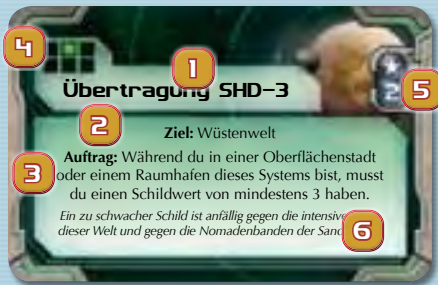 4
1
Übertragung SHD-3
2
5
2
Ziel: Wüstenwelt
3
Auftrag: Während du in einer Oberflächenstadt
oder einem Raumhafen dieses Systems bist, musst
du einen Schildwert von mindestens 3 haben.
Ein zu schwacher Schild ist anfällig gegen die
6
dieser Welt und gegen die Nomadenbanden der